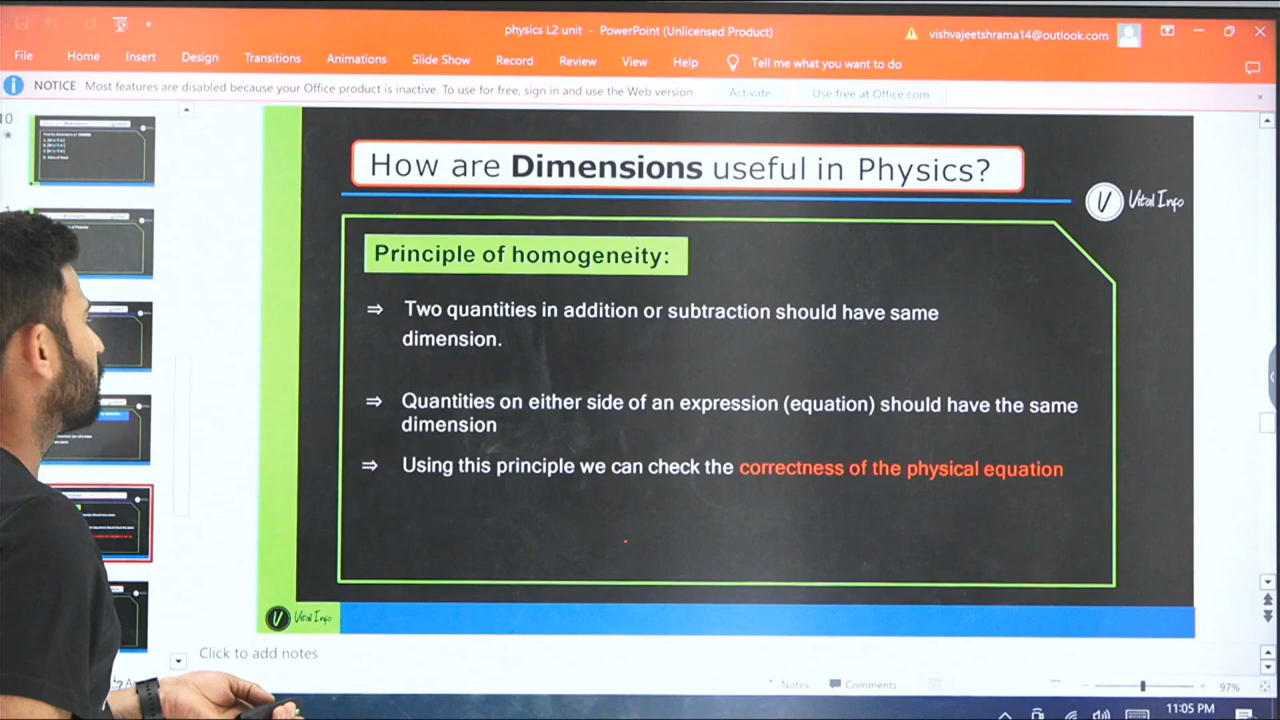 physics L2 unit - PowerPoint (Unlicensed Product)
vishvajeetshrama14@outlook.com
File Home Insert Design Transitions Animations Slide Show Record Review View Help Tell me what you want to do
NOTICE Most features are disabled because your Office product is inactive. To use for free, sign in and use the Web version. Activate Use free at Office.com
How are Dimensions useful in Physics?
Vital Info
Principle of homogeneity:
⇒ Two quantities in addition or subtraction should have same
dimension.
⇒ Quantities on either side of an expression (equation) should have the same
dimension
⇒ Using this principle we can check the correctness of the physical equation
Vital Info
Click to add notes
Notes Comments
97%
11:05 PM